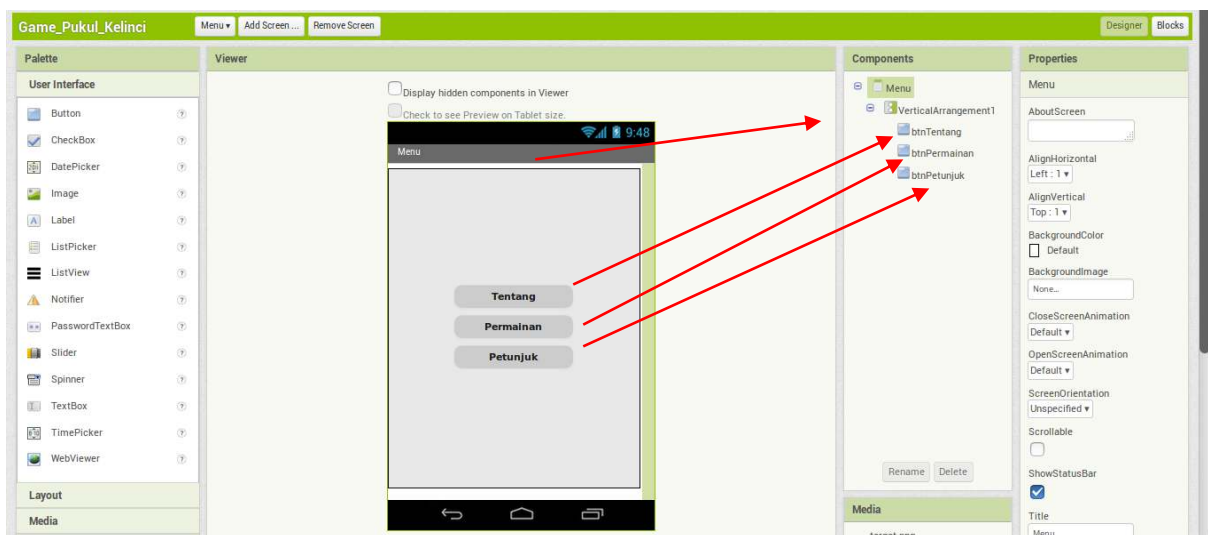 Game_Pukul_Kelinci
Menu
Add Screen ...
Remove Screen
Designer
Blocks
Palette
User Interface
Button
CheckBox
DatePicker
Image
Label
ListPicker
ListView
Notifier
PasswordTextBox
Slider
Spinner
TextBox
TimePicker
WebViewer
Layout
Media
Viewer
Display hidden components in Viewer
Check to see Preview on Tablet size.
9:48
Menu
Tentang
Permainan
Petunjuk
Components
Menu
VerticalArrangement1
btnTentang
btnPermainan
btnPetunjuk
Rename
Delete
Media
Properties
Menu
AboutScreen
AlignHorizontal
Left : 1
AlignVertical
Top : 1
BackgroundColor
Default
BackgroundImage
None...
CloseScreenAnimation
Default
OpenScreenAnimation
Default
ScreenOrientation
Unspecified
Scrollable
ShowStatusBar
Title
Menu